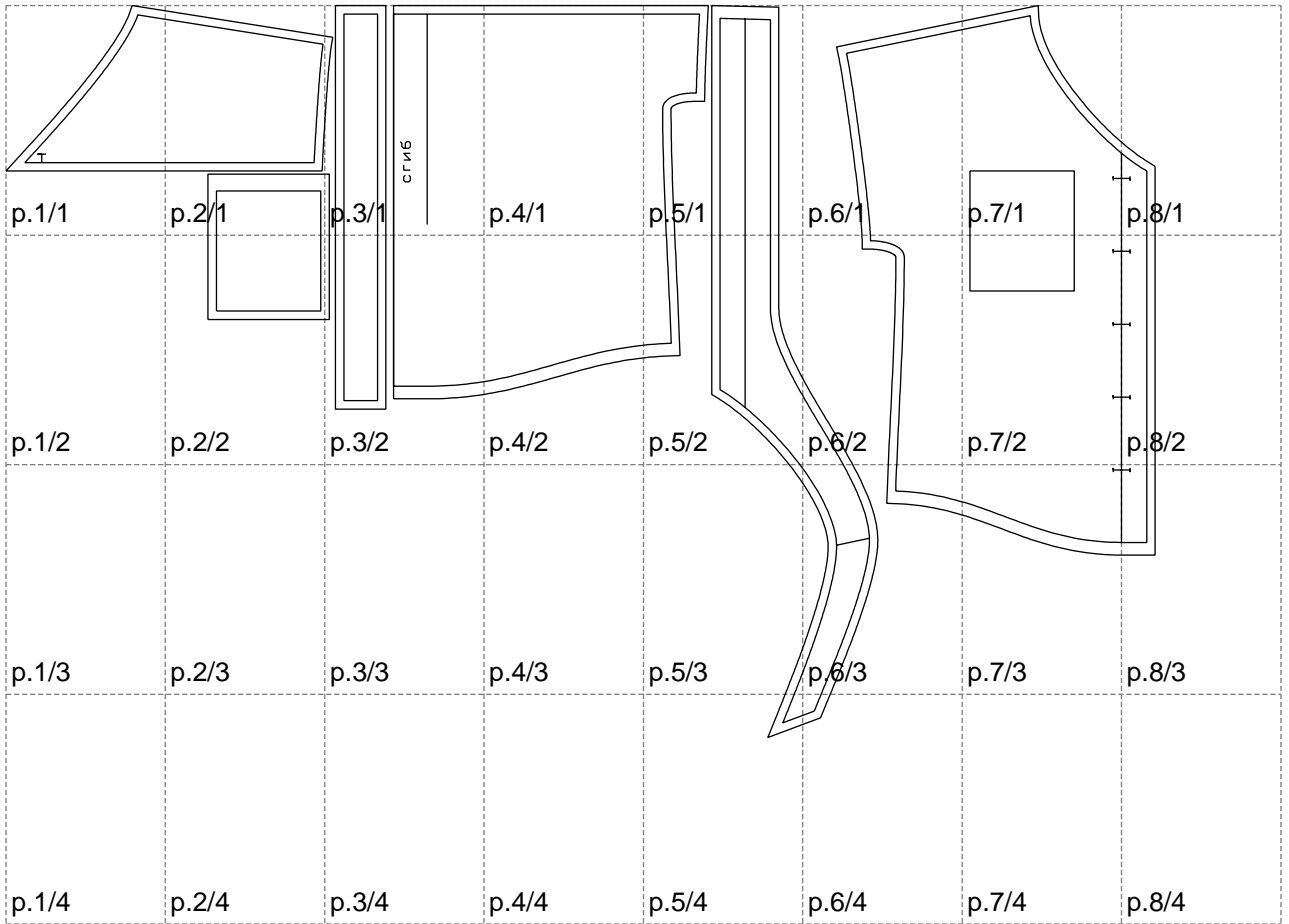 т
сгиб
p.1/1 p.2/1 p.3/1 p.4/1 p.5/1 p.6/1 p.7/1 p.8/1
p.1/2 p.2/2 p.3/2 p.4/2 p.5/2 p.6/2 p.7/2 p.8/2
p.1/3 p.2/3 p.3/3 p.4/3 p.5/3 p.6/3 p.7/3 p.8/3
p.1/4 p.2/4 p.3/4 p.4/4 p.5/4 p.6/4 p.7/4 p.8/4